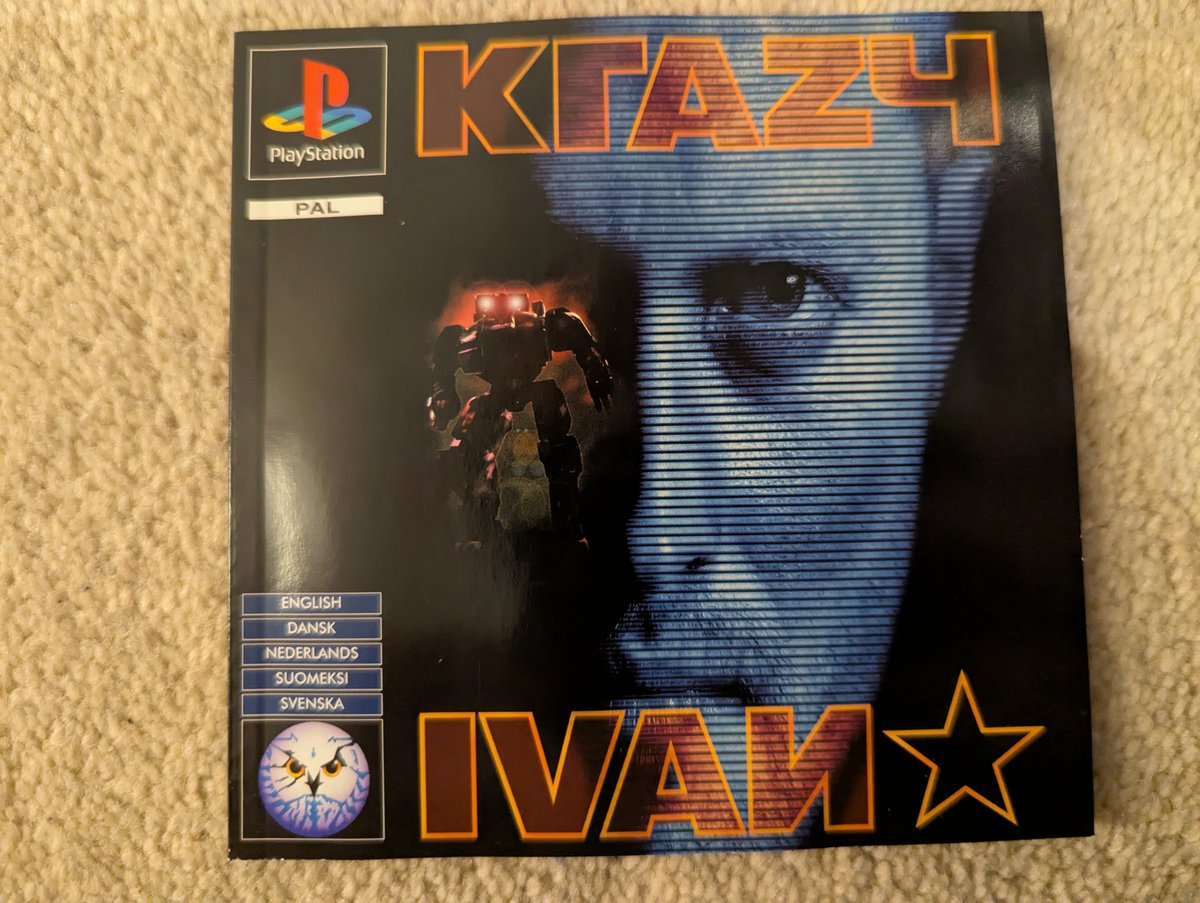 KГAZЧ
PlayStation
PAL
ENGLISH
DANSK
NEDERLANDS
SUOMEKSI
SVENSKA
IVAИ